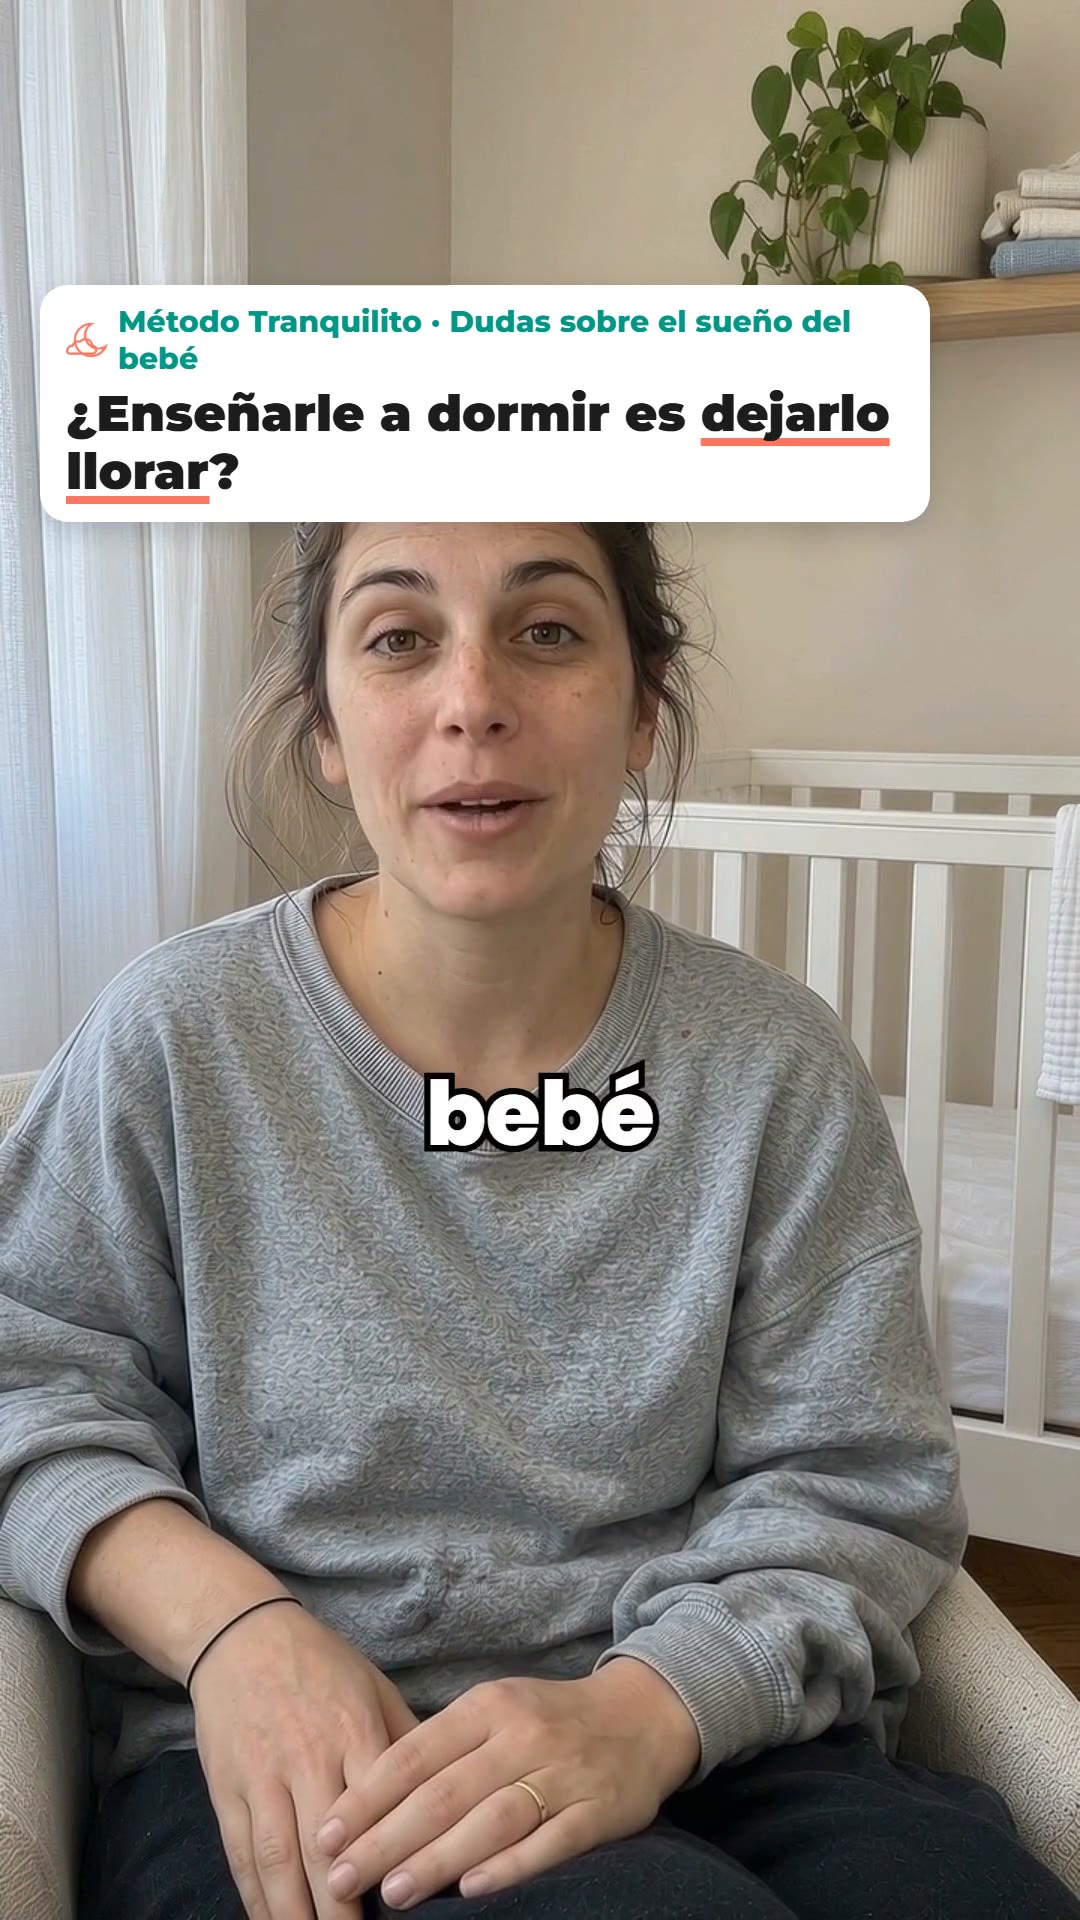 Método Tranquilito • Dudas sobre el sueño del
bebé
¿Enseñarle a dormir es dejarlo
llorar?
bebé